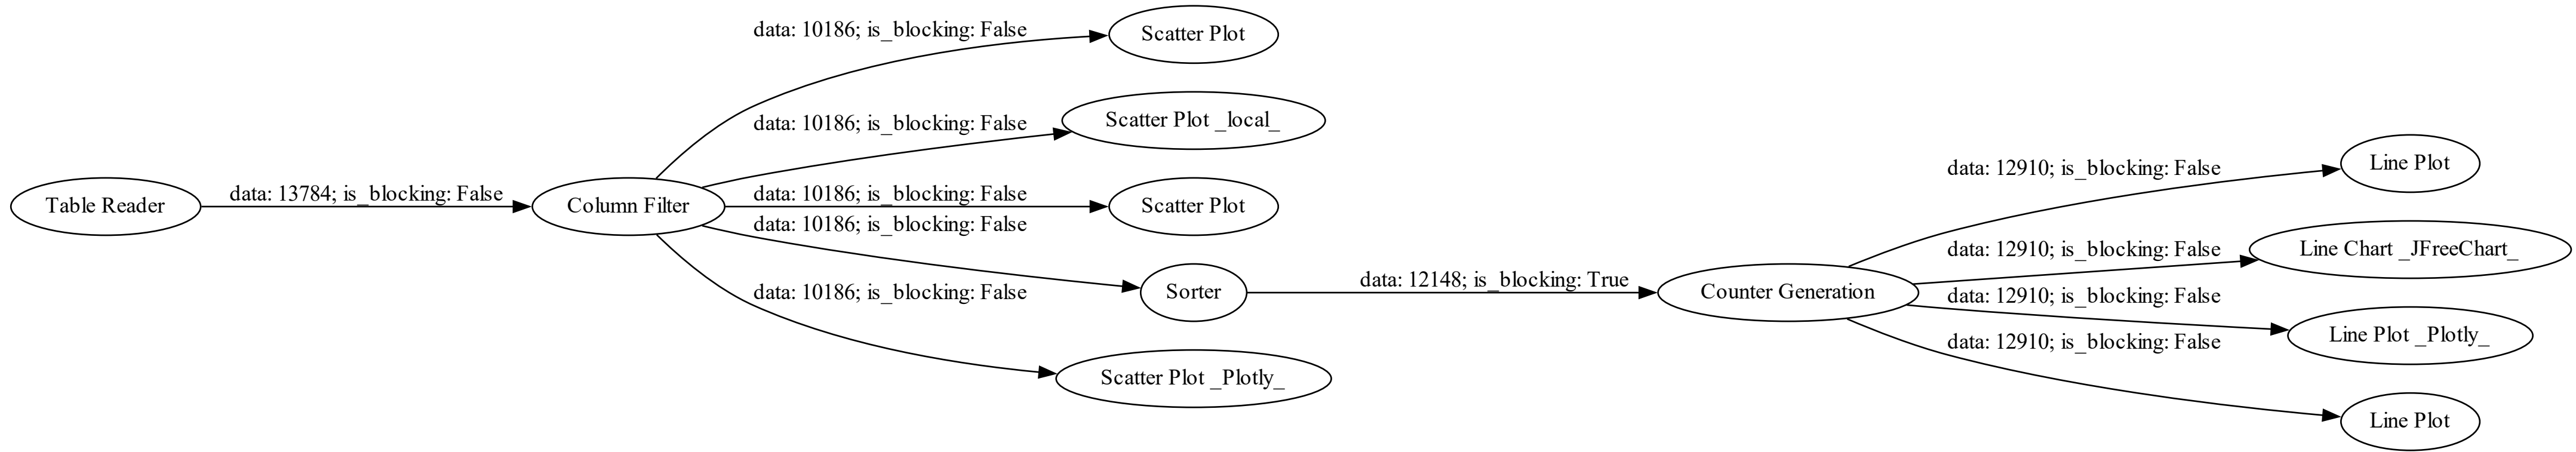 Table Reader
data: 13784; is_blocking: False
Column Filter
data: 10186; is_blocking: False
Scatter Plot
data: 10186; is_blocking: False
Scatter Plot _local_
data: 10186; is_blocking: False
Scatter Plot
data: 10186; is_blocking: False
Sorter
data: 10186; is_blocking: False
Scatter Plot _Plotly_
data: 12148; is_blocking: True
Counter Generation
data: 12910; is_blocking: False
Line Plot
data: 12910; is_blocking: False
Line Chart _JFreeChart_
data: 12910; is_blocking: False
Line Plot _Plotly_
data: 12910; is_blocking: False
Line Plot